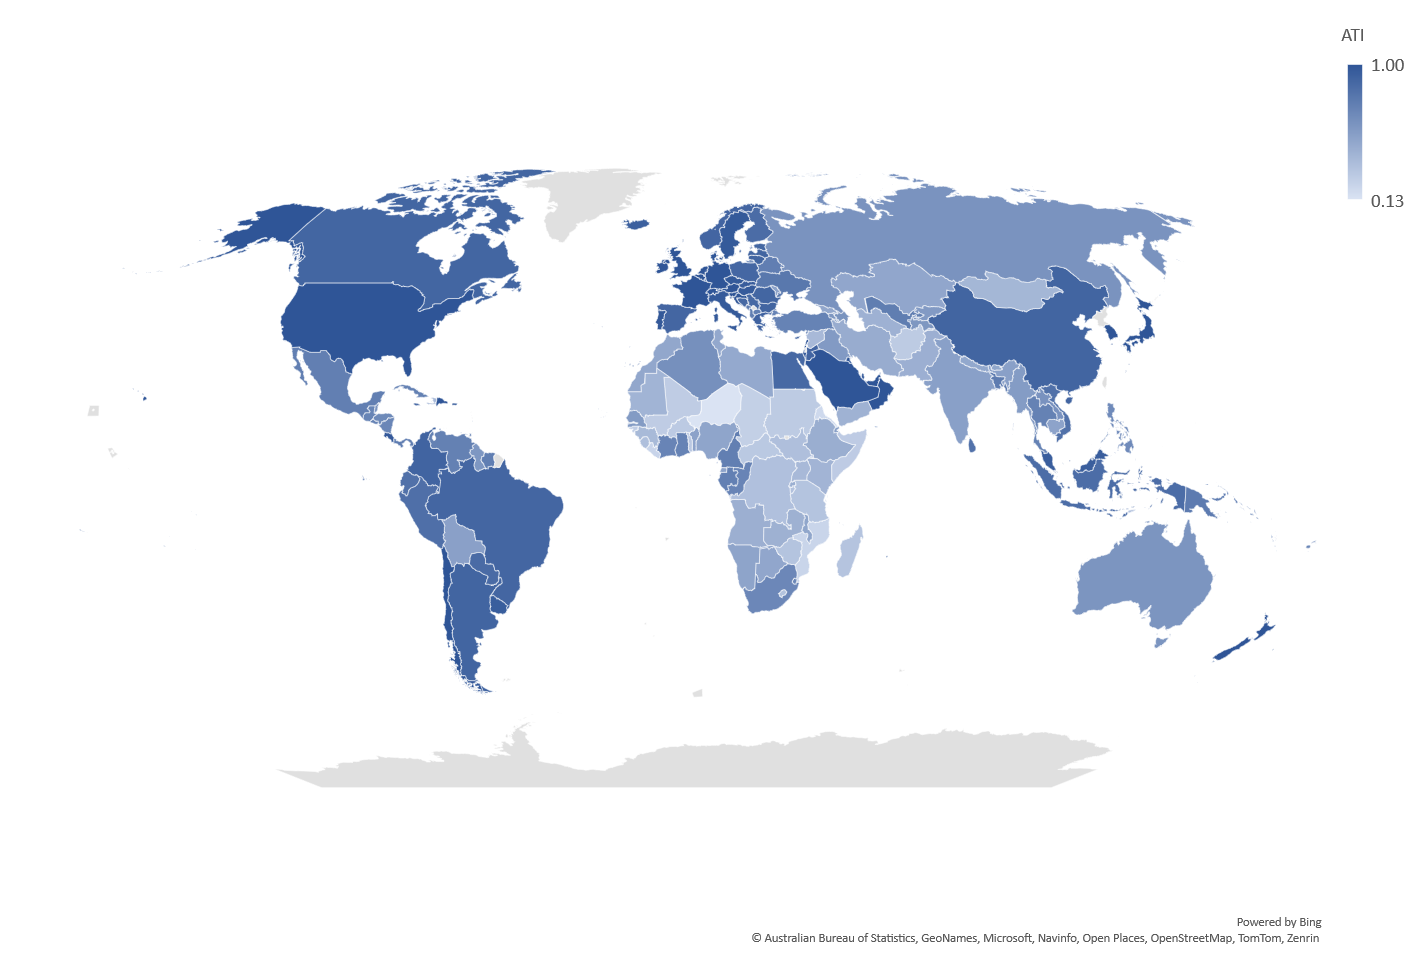 ATI
1.00
0.13
Powered by Bing
© Australian Bureau of Statistics, GeoNames, Microsoft, Navinfo, Open Places, OpenStreetMap, TomTom, Zenrin